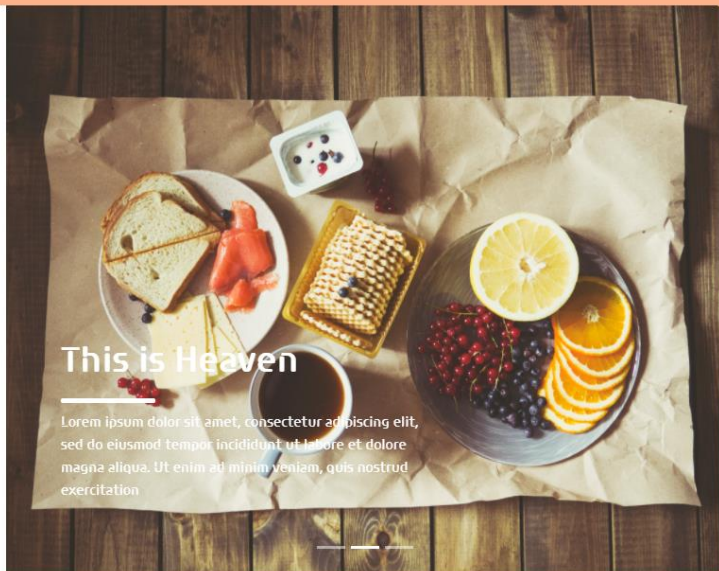 This is Heaven
Lorem ipsum dolor sit amet, consectetur adipiscing elit,
sed do eiusmod tempor incididunt ut labore et dolore
magna aliqua. Ut enim ad minim veniam, quis nostrud
exercitation